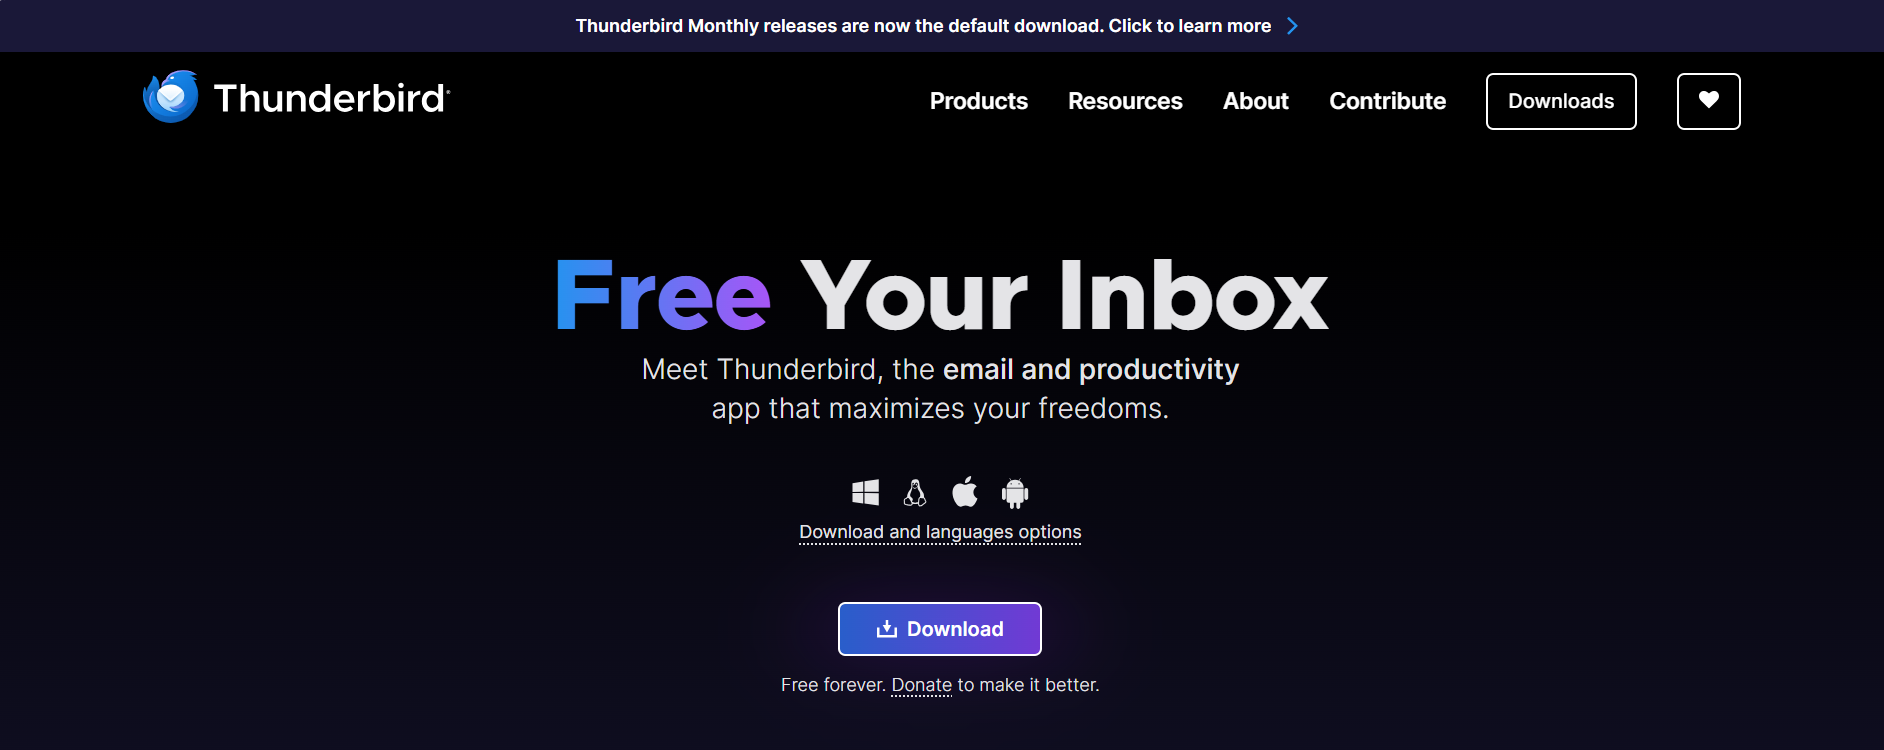 Thunderbird Monthly releases are now the default download. Click to learn more
Thunderbird
Products Resources About Contribute Downloads
Free Your Inbox
Meet Thunderbird, the email and productivity
app that maximizes your freedoms.
Download and languages options
Download
Free forever. Donate to make it better.